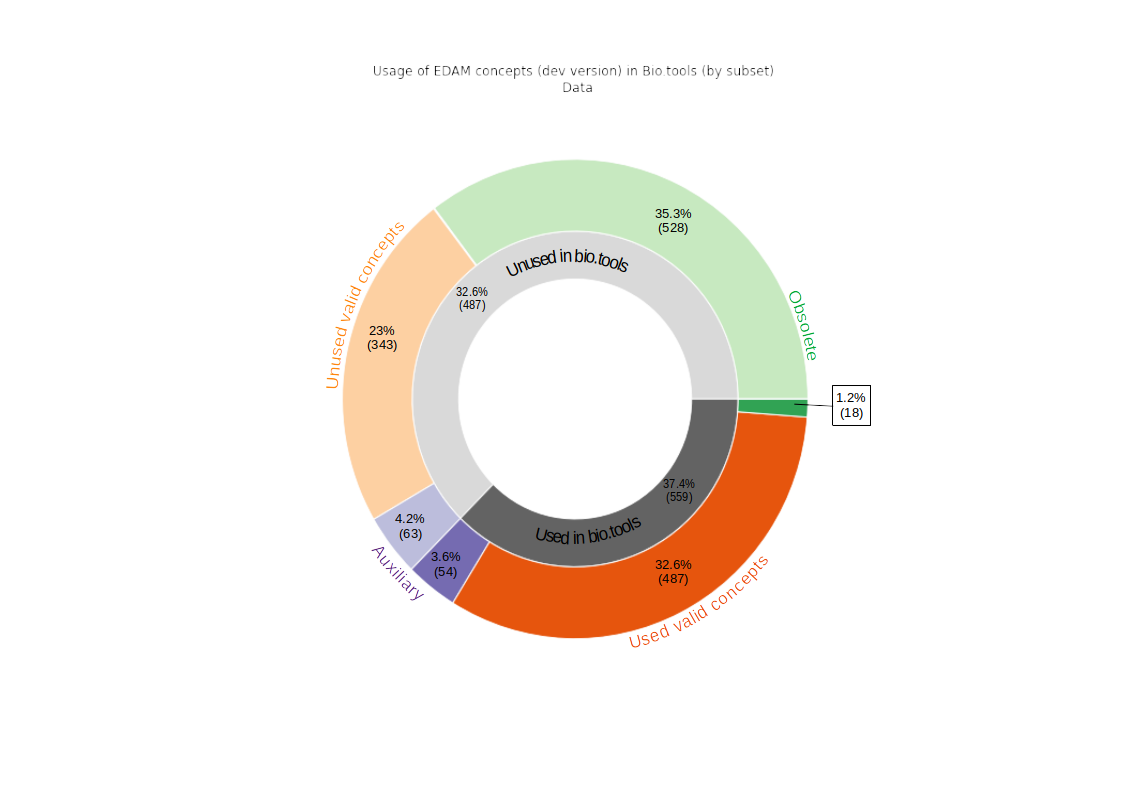 Usage of EDAM concepts (dev version) in Bio.tools (by subset)
Data
35.3%
(528)
Unused in bio.tools
32.6%
(487)
Unused valid concepts
23%
(343)
Obsolete
1.2%
(18)
37.4%
(559)
4.2%
(63)
Used in bio.tools
3.6%
(54)
Auxiliary
32.6%
(487)
Used valid concepts